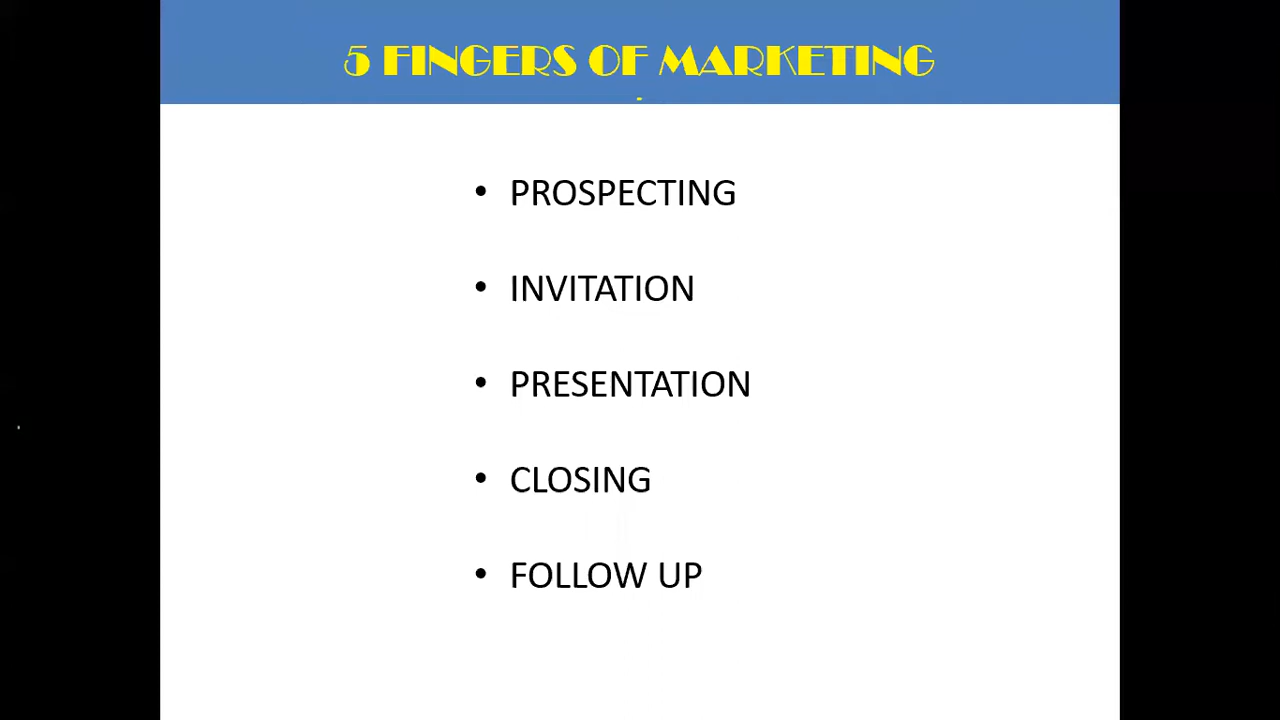 5 FINGERS OF MARKETING
.
• PROSPECTING
• INVITATION
• PRESENTATION
• CLOSING
• FOLLOW UP